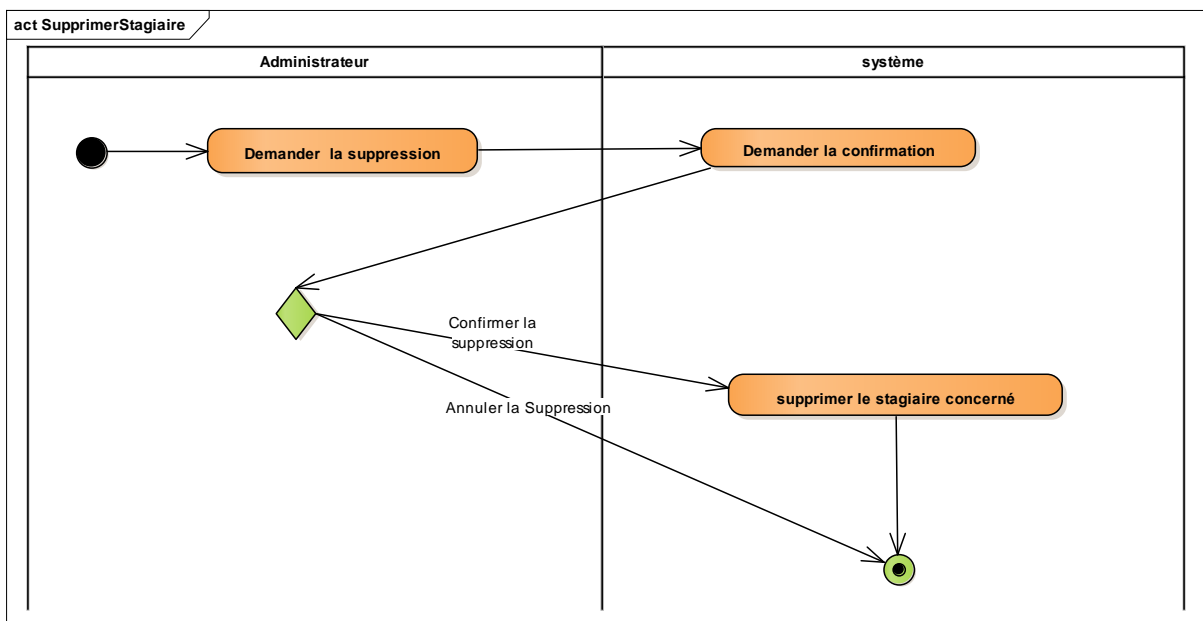 act SupprimerStagiaire
Administrateur
système
Demander la suppression
Demander la confirmation
Confirmer la
suppression
supprimer le stagiaire concerné
Annuler la Suppression